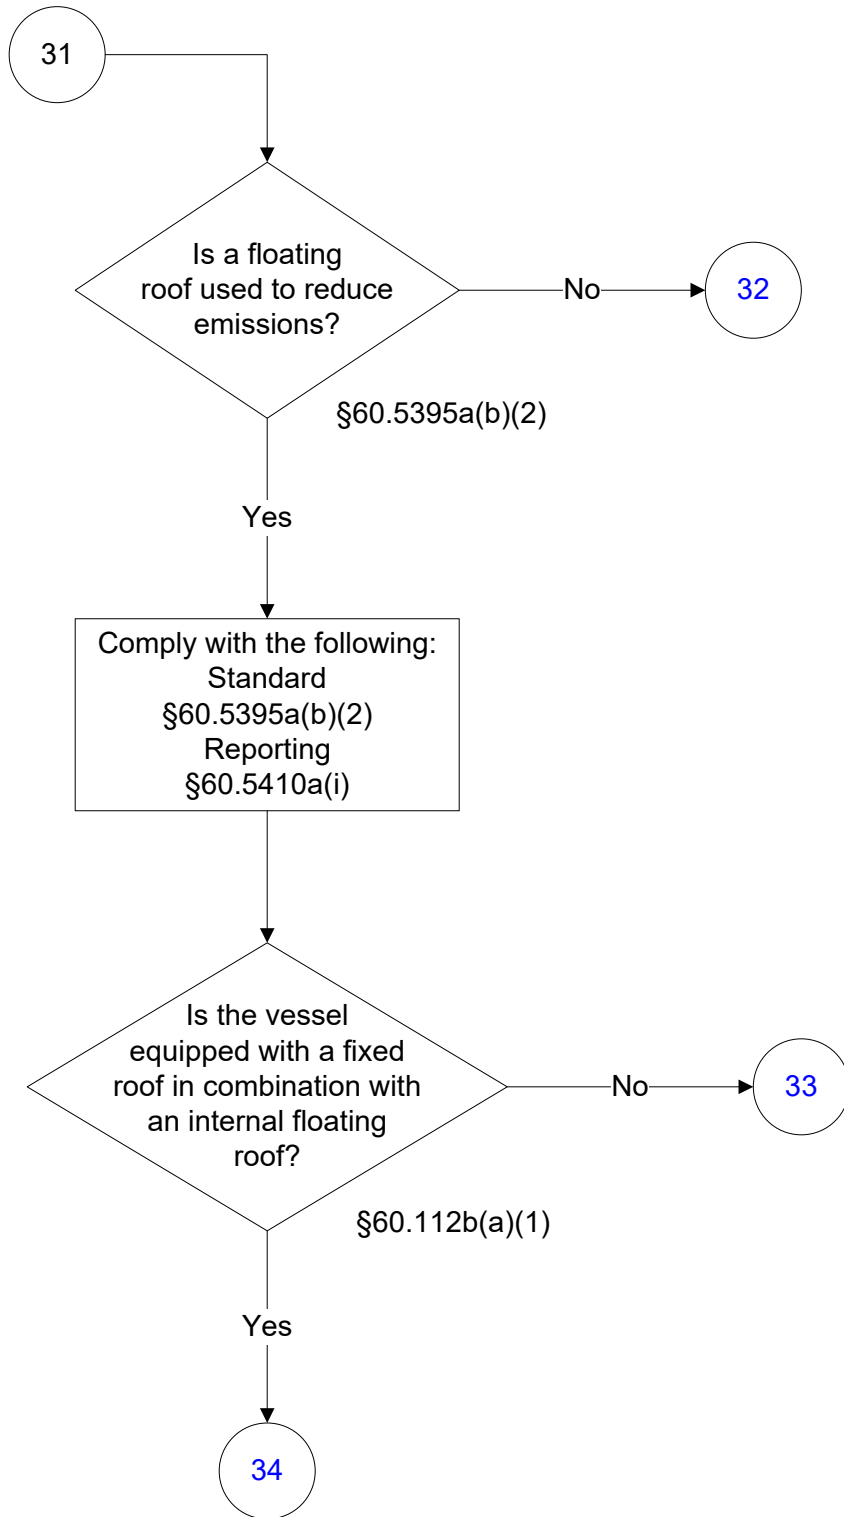 31
Is a floating
roof used to reduce
emissions?
No
32
§60.5395a(b)(2)
Yes
Comply with the following:
Standard
§60.5395a(b)(2)
Reporting
§60.5410a(i)
Is the vessel
equipped with a fixed
roof in combination with
an internal floating
roof?
No
33
§60.112b(a)(1)
Yes
34